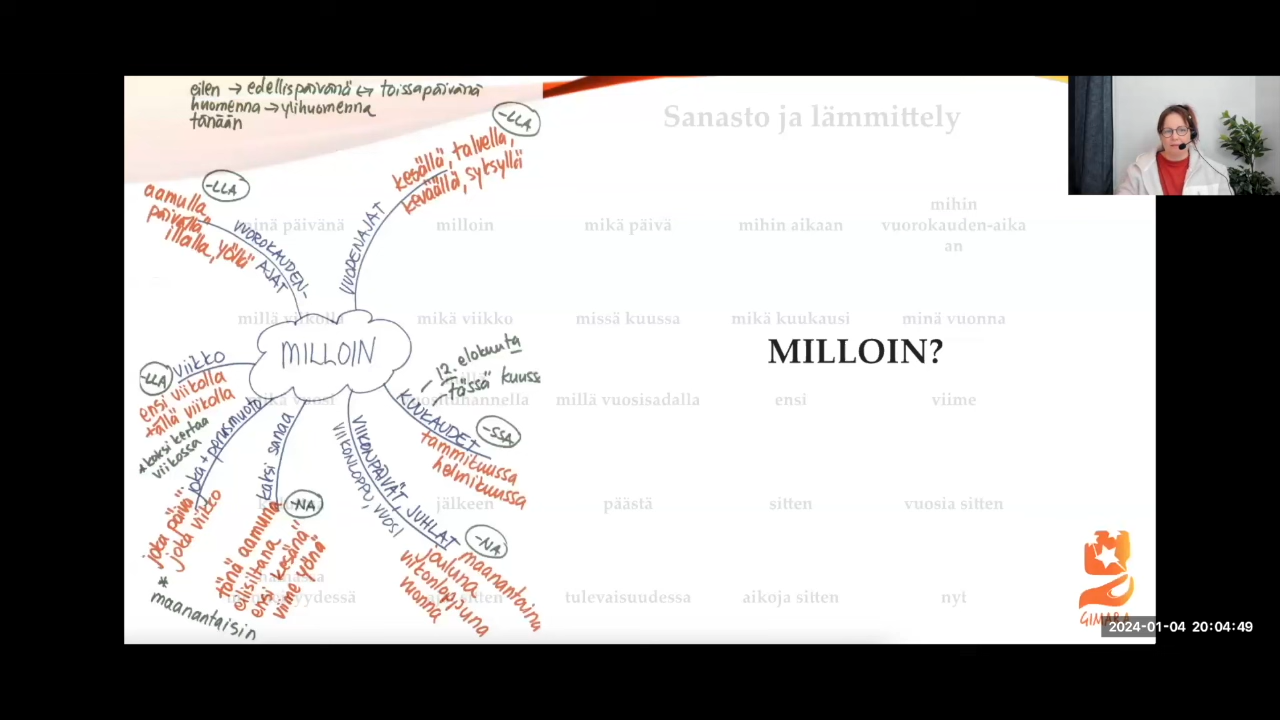 eilen → edellispäivänä ↔ toissapäivänä
huomenna → ylihuomenna
tänään
Sanasto ja lämmittely
-LLA
kesällä, talvella,
keväällä, syksyllä
VUODENAJAT
-LLA
aamulla,
päivällä,
illalla, yöllä
VUOROKAUDEN-
AJAT
MILLOIN
minä päivänä
milloin
mikä päivä
mihin aikaan
mihin
vuorokauden-aika
an
millä viikolla
mikä viikko
missä kuussa
mikä kuukausi
minä vuonna
MILLOIN?
-LLA
viikko
ensi viikolla
tällä viikolla
*kaksi kertaa
viikossa
joka + perusmuoto
joka päivä
joka viikko
*
maanantaisin
kaksi sanaa
-NA
tänä aamuna
eilisiltana
ensi kesänä
viime yönä
VIIKONPÄIVÄT, JUHLAT
VIIKONLOPPU, VUOSI
-NA
maanantaina
jouluna
viikonloppuna
vuonna
KUUKAUDET
- 12. elokuuta
- tässä kuuss
-SSA
tammikuussa
helmikuussa
mikä vuosi
vuosituhannella
millä vuosisadalla
ensi
viime
jälkeen
päästä
sitten
vuosia sitten
sitten
tulevaisuudessa
aikoja sitten
nyt
GIMARA
2024-01-04 20:04:49